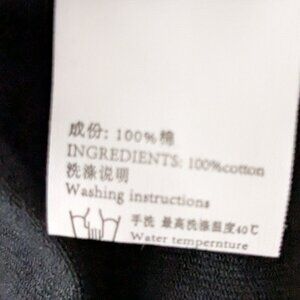 成份: 100%棉
INGREDIENTS: 100%cotton
洗涤说明
Washing instructions
手洗 最高洗涤温度40℃
Water tempernture